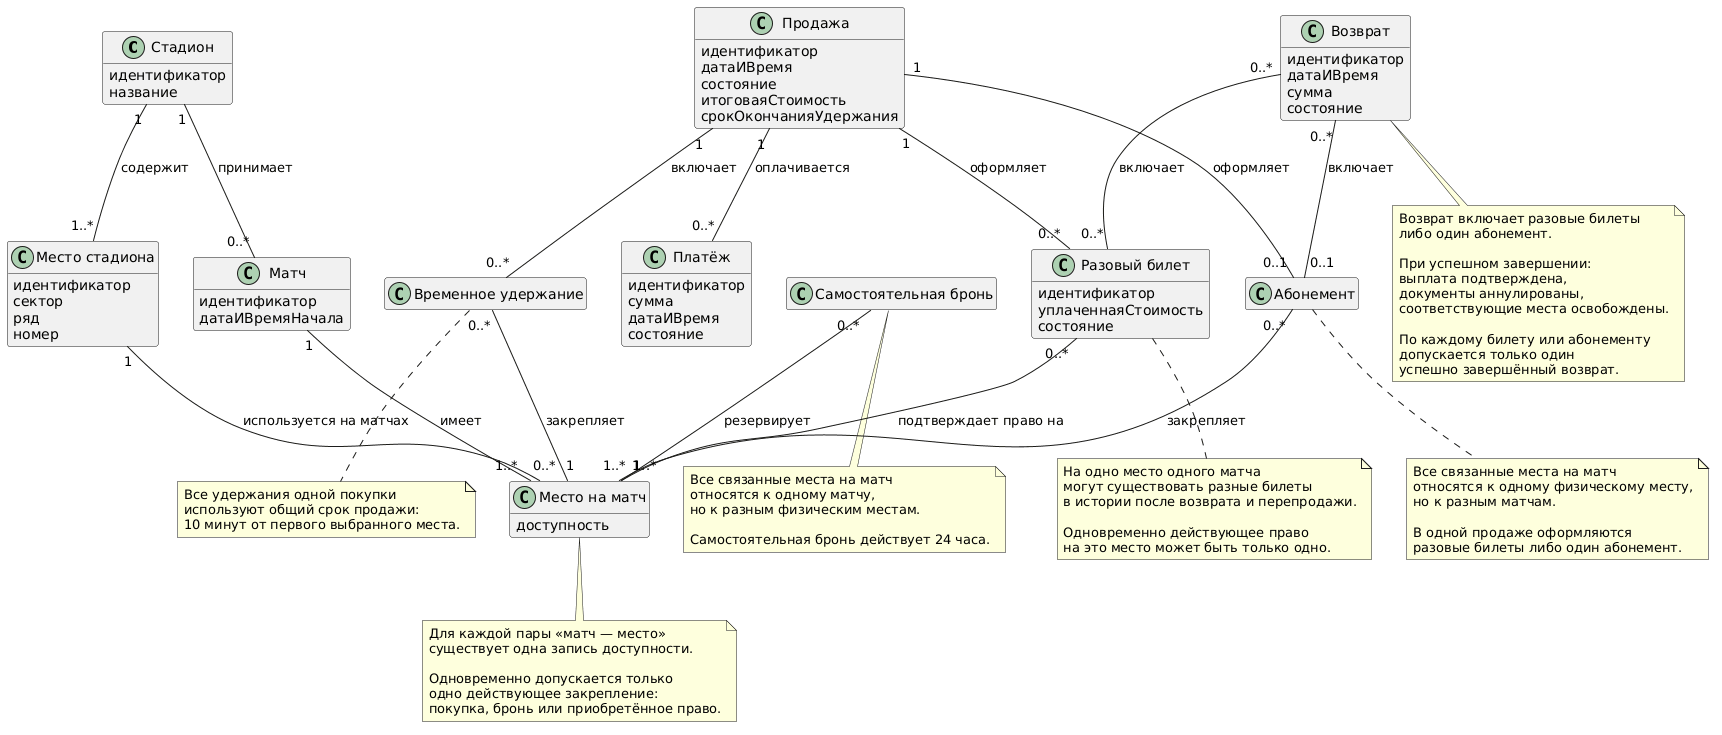 C Стадион
идентификатор
название
C Продажа
идентификатор
датаИВремя
состояние
итоговаяСтоимость
срокОкончанияУдержания
C Возврат
идентификатор
датаИВремя
сумма
состояние
1
1
содержит
принимает
1..*
0..*
1
1
1
1
включает
оплачивается
оформляет
оформляет
0..*
0..*
включает
включает
0..*
0..*
0..*
0..*
0..1
0..1
C Место стадиона
идентификатор
сектор
ряд
номер
C Матч
идентификатор
датаИВремяНачала
C Временное удержание
C Платёж
идентификатор
сумма
датаИВремя
состояние
C Самостоятельная бронь
C Разовый билет
идентификатор
уплаченнаяСтоимость
состояние
C Абонемент
Возврат включает разовые билеты
либо один абонемент.
При успешном завершении:
выплата подтверждена,
документы аннулированы,
соответствующие места освобождены.
По каждому билету или абонементу
допускается только один
успешно завершённый возврат.
1
1
0..*
0..*
0..*
0..*
используется на матчах
имеет
закрепляет
резервирует
подтверждает право на
закрепляет
1..*
0..*
1
1..*
1
1..*
Все удержания одной покупки
используют общий срок продажи:
10 минут от первого выбранного места.
C Место на матч
доступность
Все связанные места на матч
относятся к одному матчу,
но к разным физическим местам.
Самостоятельная бронь действует 24 часа.
На одно место одного матча
могут существовать разные билеты
в истории после возврата и перепродажи.
Одновременно действующее право
на это место может быть только одно.
Все связанные места на матч
относятся к одному физическому месту,
но к разным матчам.
В одной продаже оформляются
разовые билеты либо один абонемент.
Для каждой пары «матч — место»
существует одна запись доступности.
Одновременно допускается только
одно действующее закрепление:
покупка, бронь или приобретённое право.